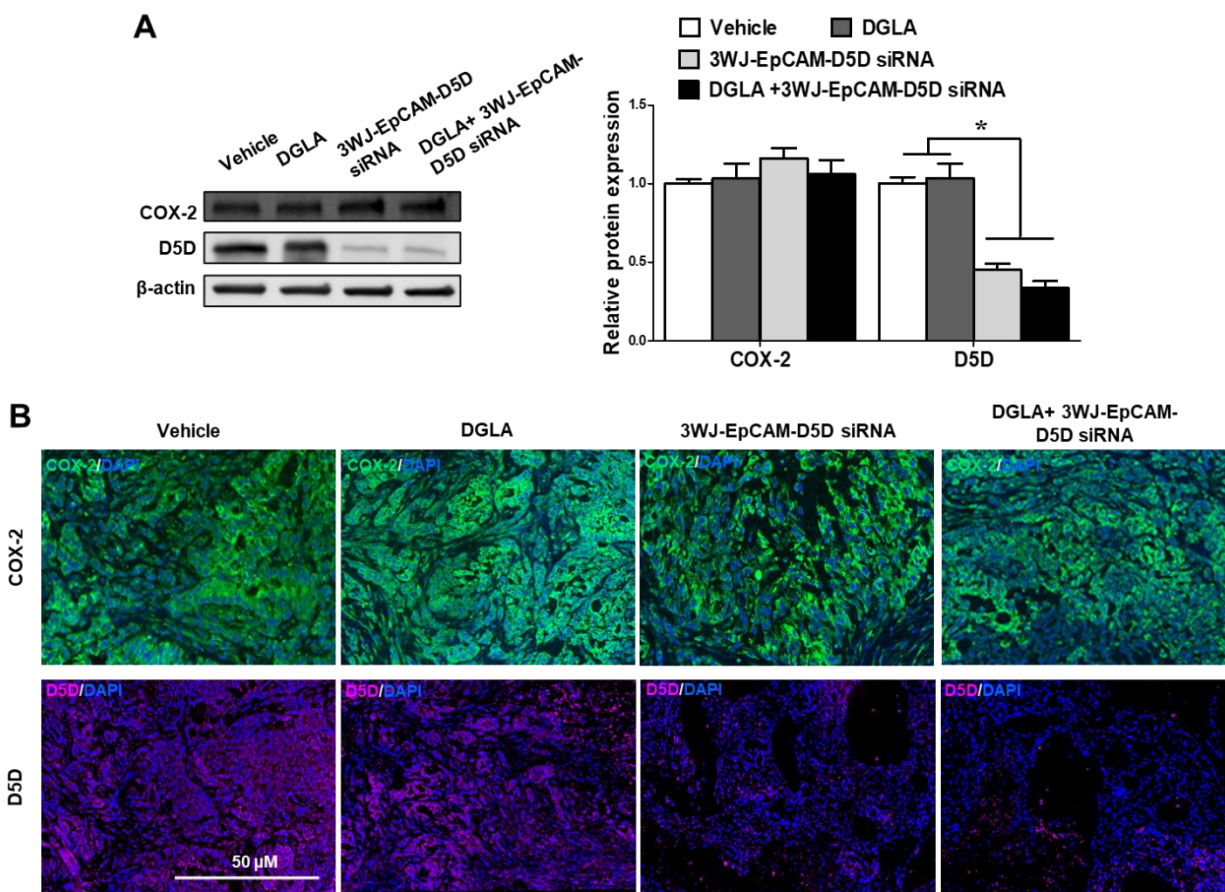 A
Vehicle
DGLA
3WJ-EpCAM-D5D
siRNA
DGLA+ 3WJ-EpCAM-
D5D siRNA
COX-2
D5D
β-actin
Vehicle
DGLA
3WJ-EpCAM-D5D siRNA
DGLA +3WJ-EpCAM-D5D siRNA
Relative protein expression
1.5
1.0
0.5
0.0
*
COX-2
D5D
B
Vehicle
DGLA
3WJ-EpCAM-D5D siRNA
DGLA+ 3WJ-EpCAM-
D5D siRNA
COX-2
COX-2/DAPI
COX-2/DAPI
COX-2/DAPI
COX-2/DAPI
D5D
D5D/DAPI
D5D/DAPI
D5D/DAPI
D5D/DAPI
50 µM